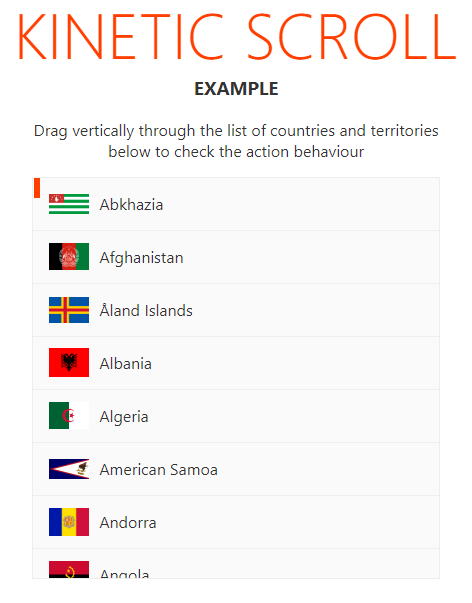 KINETIC SCROLL
EXAMPLE
Drag vertically through the list of countries and territories
below to check the action behaviour
Abkhazia
Afghanistan
Åland Islands
Albania
Algeria
American Samoa
Andorra
Angola